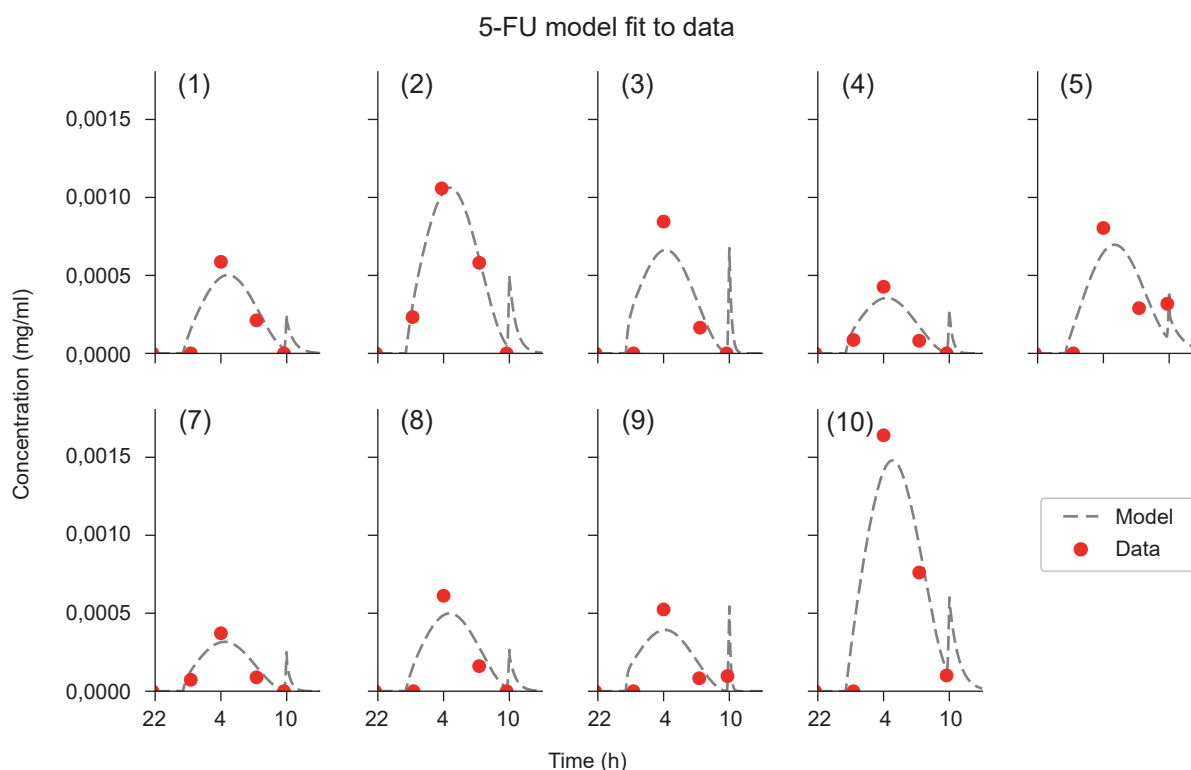 5-FU model fit to data
(1) (2) (3) (4) (5)
0,0015
0,0010
0,0005
0,0000
(7) (8) (9) (10)
0,0015
0,0010
0,0005
0,0000
22 4 10 22 4 10 22 4 10 22 4 10
Concentration (mg/ml)
Time (h)
Model
Data